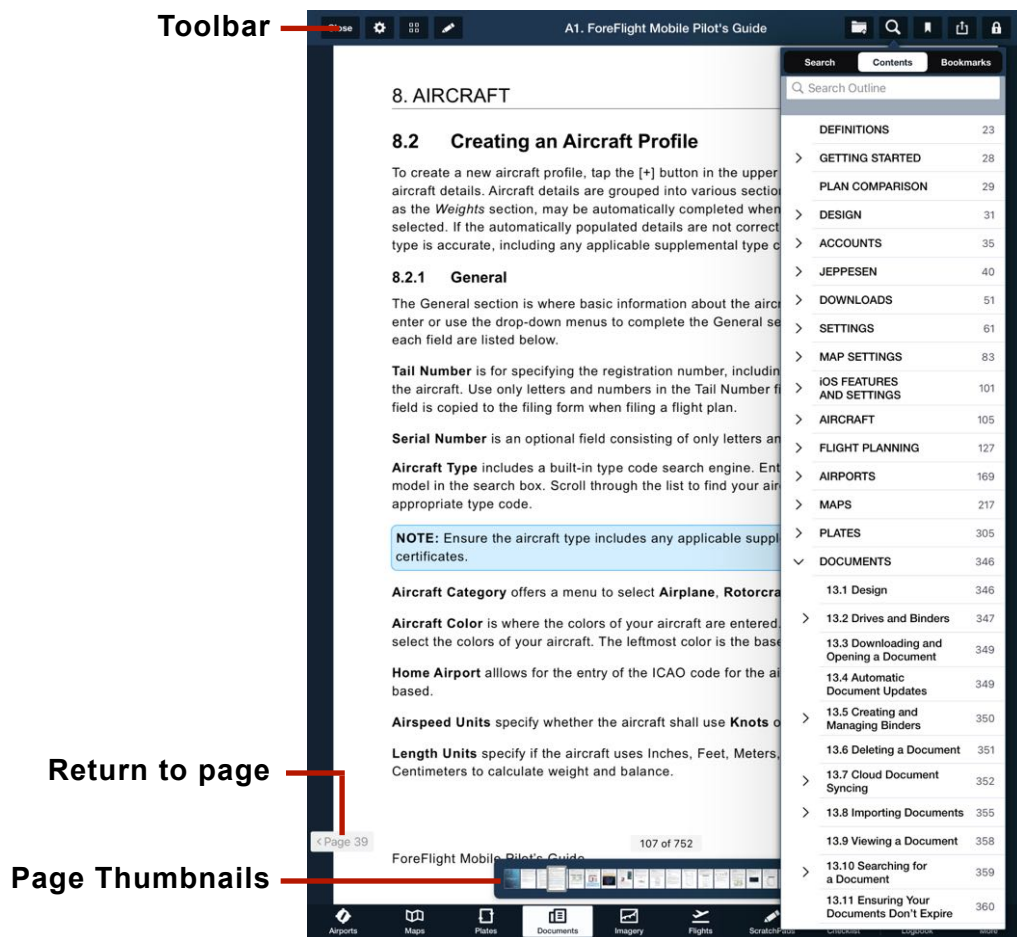 Toolbar
Close
A1. ForeFlight Mobile Pilot's Guide
Search Contents Bookmarks
Search Outline
DEFINITIONS 23
GETTING STARTED 28
PLAN COMPARISON 29
DESIGN 31
ACCOUNTS 35
JEPPESEN 40
DOWNLOADS 51
SETTINGS 61
MAP SETTINGS 83
iOS FEATURES
AND SETTINGS 101
AIRCRAFT 105
FLIGHT PLANNING 127
AIRPORTS 169
MAPS 217
PLATES 305
DOCUMENTS 346
13.1 Design 346
13.2 Drives and Binders 347
13.3 Downloading and
Opening a Document 349
13.4 Automatic
Document Updates 349
13.5 Creating and
Managing Binders 350
13.6 Deleting a Document 351
13.7 Cloud Document
Syncing 352
13.8 Importing Documents 355
13.9 Viewing a Document 358
13.10 Searching for
a Document 359
13.11 Ensuring Your
Documents Don't Expire 360
8. AIRCRAFT
8.2 Creating an Aircraft Profile
To create a new aircraft profile, tap the [+] button in the upper
aircraft details. Aircraft details are grouped into various sectio
as the Weights section, may be automatically completed when
selected. If the automatically populated details are not correct
type is accurate, including any applicable supplemental type c
8.2.1 General
The General section is where basic information about the aircr
enter or use the drop-down menus to complete the General se
each field are listed below.
Tail Number is for specifying the registration number, includin
the aircraft. Use only letters and numbers in the Tail Number fi
field is copied to the filing form when filing a flight plan.
Serial Number is an optional field consisting of only letters an
Aircraft Type includes a built-in type code search engine. Ent
model in the search box. Scroll through the list to find your air
appropriate type code.
NOTE: Ensure the aircraft type includes any applicable suppl
certificates.
Aircraft Category offers a menu to select Airplane, Rotorcra
Aircraft Color is where the colors of your aircraft are entered.
select the colors of your aircraft. The leftmost color is the base
Home Airport alllows for the entry of the ICAO code for the ai
based.
Airspeed Units specify whether the aircraft shall use Knots o
Length Units specify if the aircraft uses Inches, Feet, Meters,
Centimeters to calculate weight and balance.
Return to page
Page 39
107 of 752
ForeFlight Mobile Pilot's Guide
Page Thumbnails
Airports Maps Plates Documents Imagery Flights ScratchPads Checklist Logbook More